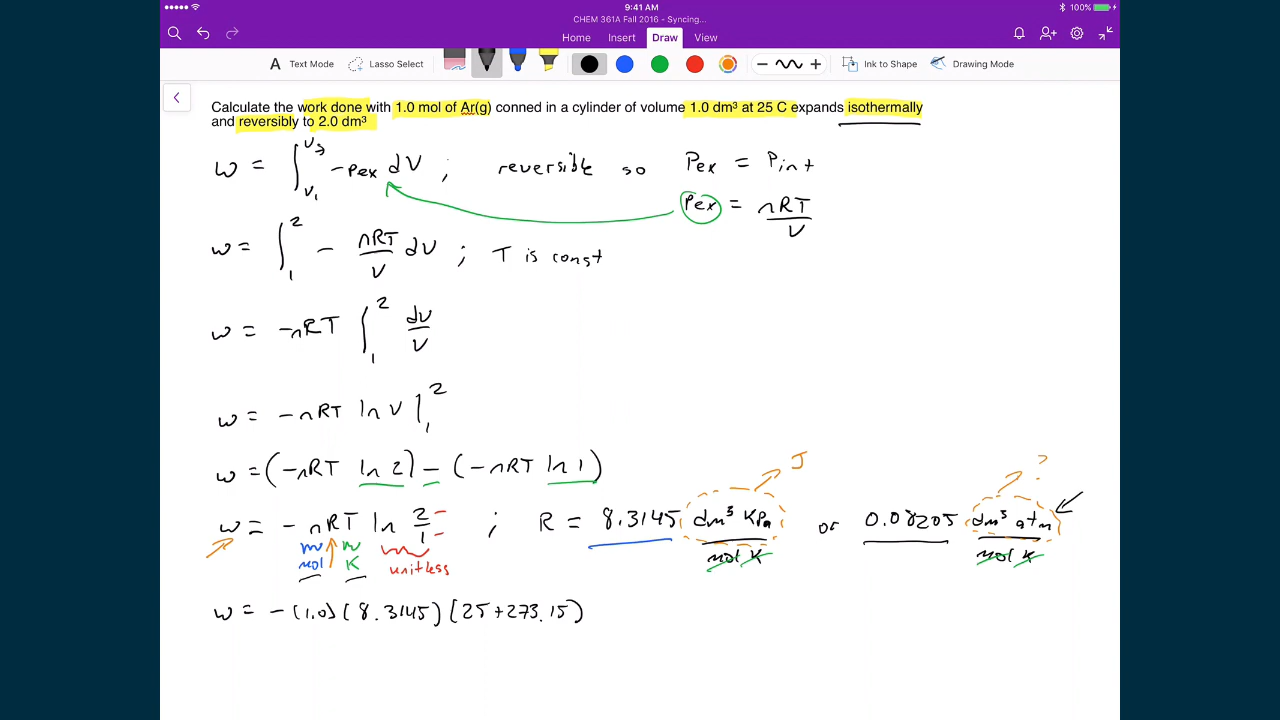 9:41 AM
100%
CHEM 361A Fall 2016 - Syncing...
Home Insert Draw View
A Text Mode Lasso Select Ink to Shape Drawing Mode
Calculate the work done with 1.0 mol of Ar(g) conned in a cylinder of volume 1.0 dm³ at 25 C expands isothermally
and reversibly to 2.0 dm³
w = ∫ V₁ V₂ -Pex dV ; reversible so Pex = Pint
Pex = nRT/V
w = ∫₁² - nRT/V dV ; T is const
w = -nRT ∫₁² dV/V
w = -nRT ln V |₁²
w = (-nRT ln 2) - (-nRT ln 1)
J ?
w = - nRT ln 2/1 ; R = 8.3145 dm³ KPa/mol K or 0.08205 dm³ atm/mol K
mol K unitless
w = -(1.0)(8.3145)(25+273.15)